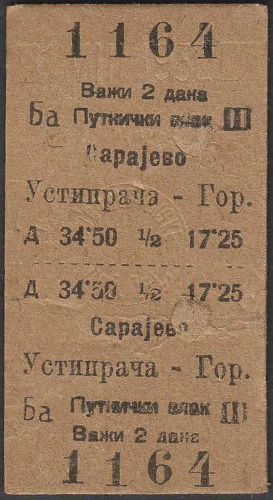 1164
Важи 2 дана
Ба Путнички влак III
Сарајево
Устипрача - Гор.
Д 34·50 1/2 17·25
Д 34·50 1/2 17·25
Сарајево
Устипрача - Гор.
Ба Путнички влак III
Важи 2 дана
1164